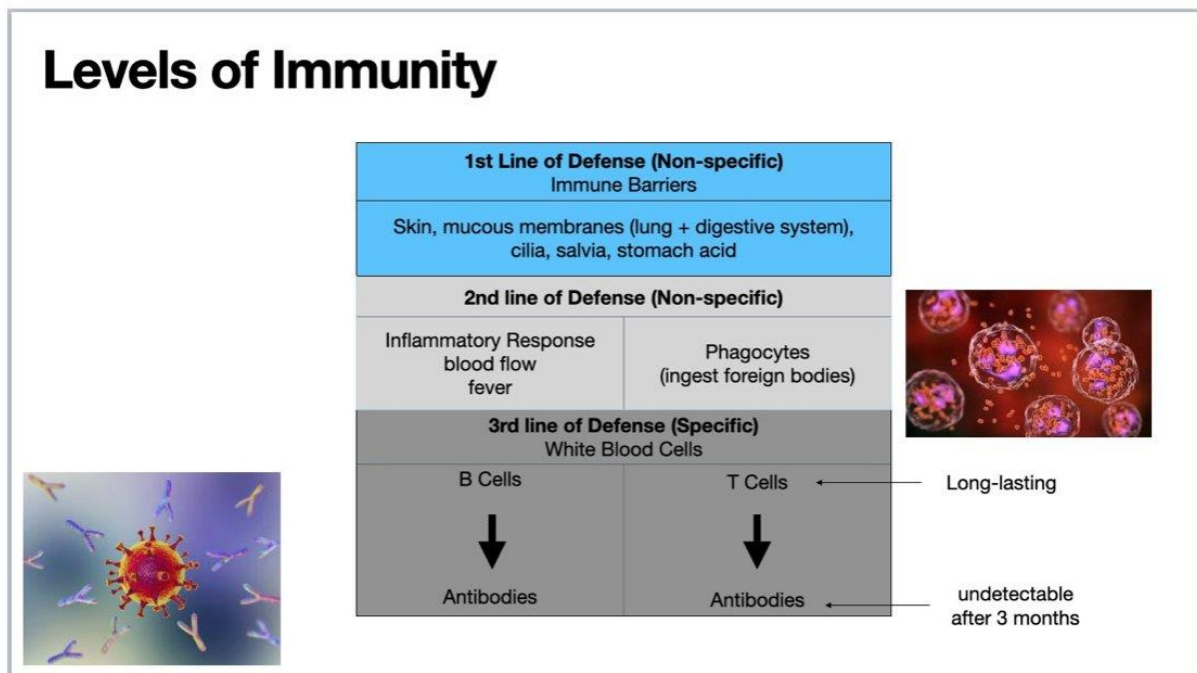 Levels of Immunity
1st Line of Defense (Non-specific)
Immune Barriers
Skin, mucous membranes (lung + digestive system),
cilia, salvia, stomach acid
2nd line of Defense (Non-specific)
Inflammatory Response
blood flow
fever
Phagocytes
(ingest foreign bodies)
3rd line of Defense (Specific)
White Blood Cells
B Cells
T Cells
Long-lasting
Antibodies
Antibodies
undetectable
after 3 months